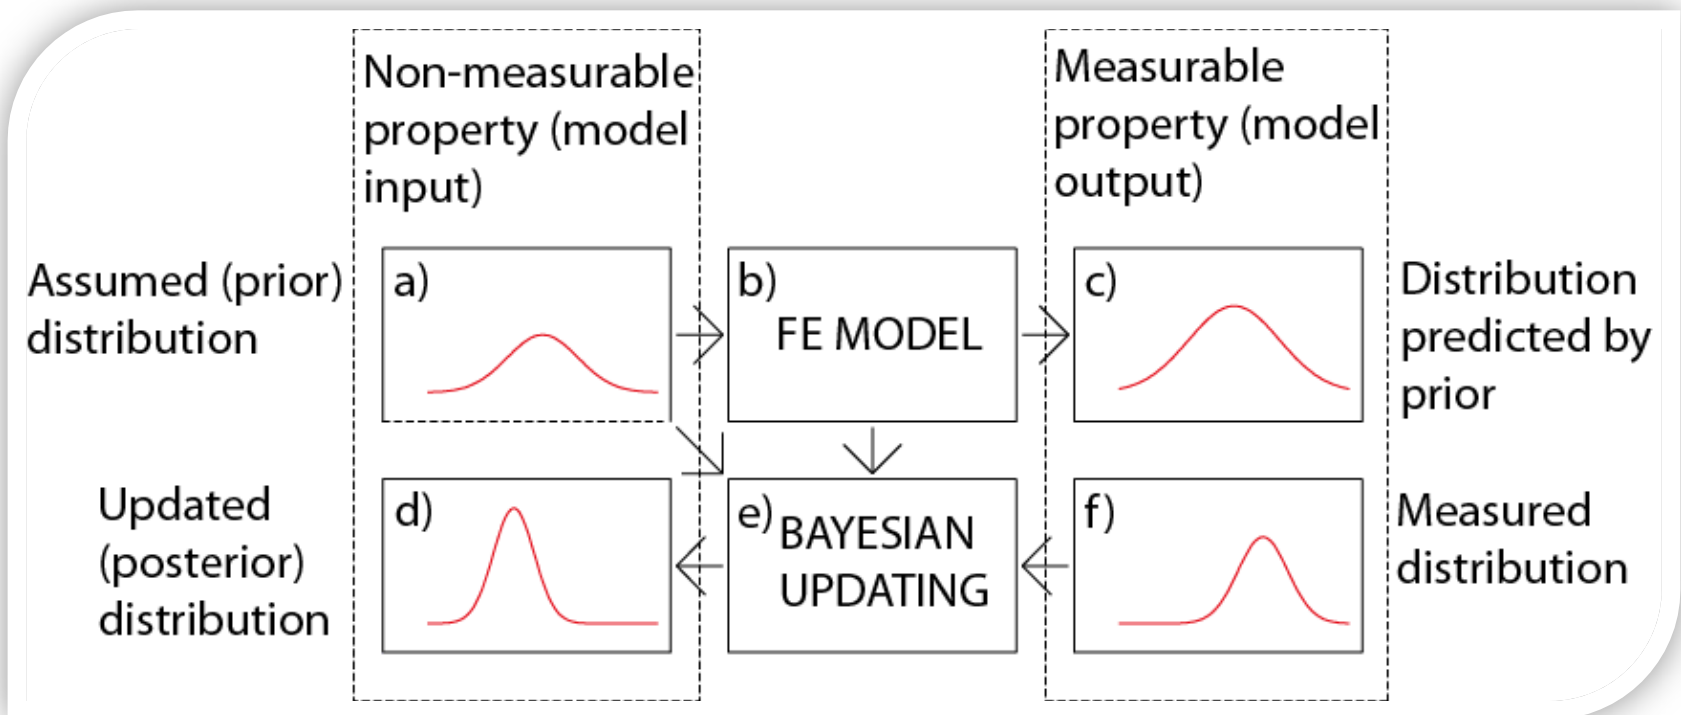 Non-measurable
property (model
input)
Measurable
property (model
output)
Assumed (prior)
distribution
a)
b)
FE MODEL
c)
Distribution
predicted by
prior
Updated
(posterior)
distribution
d)
e) BAYESIAN
UPDATING
f)
Measured
distribution